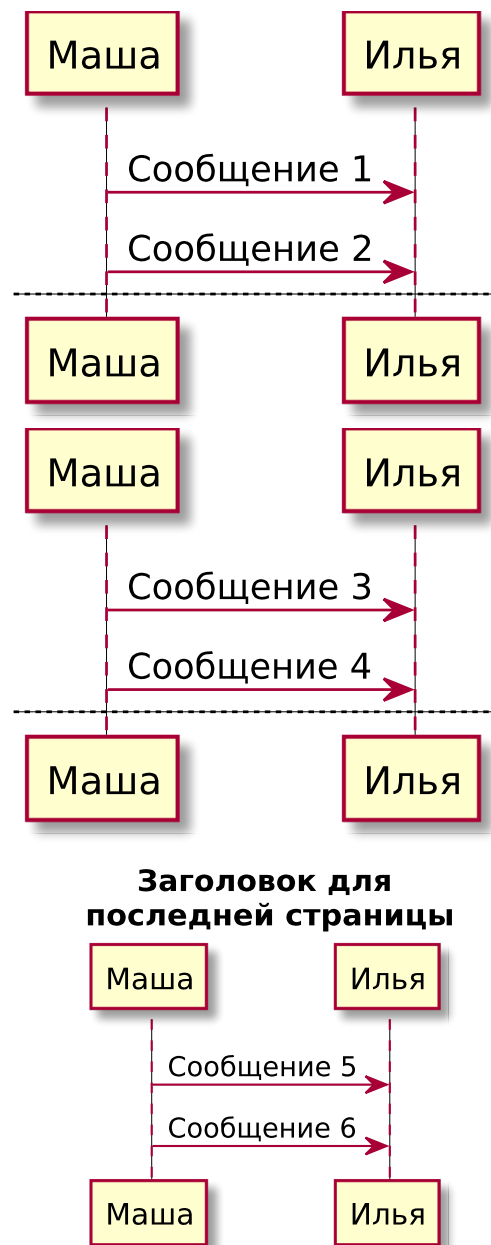 Маша Илья
Сообщение 1
Сообщение 2
Маша Илья
Маша Илья
Сообщение 3
Сообщение 4
Маша Илья
Заголовок для
последней страницы
Маша Илья
Сообщение 5
Сообщение 6
Маша Илья